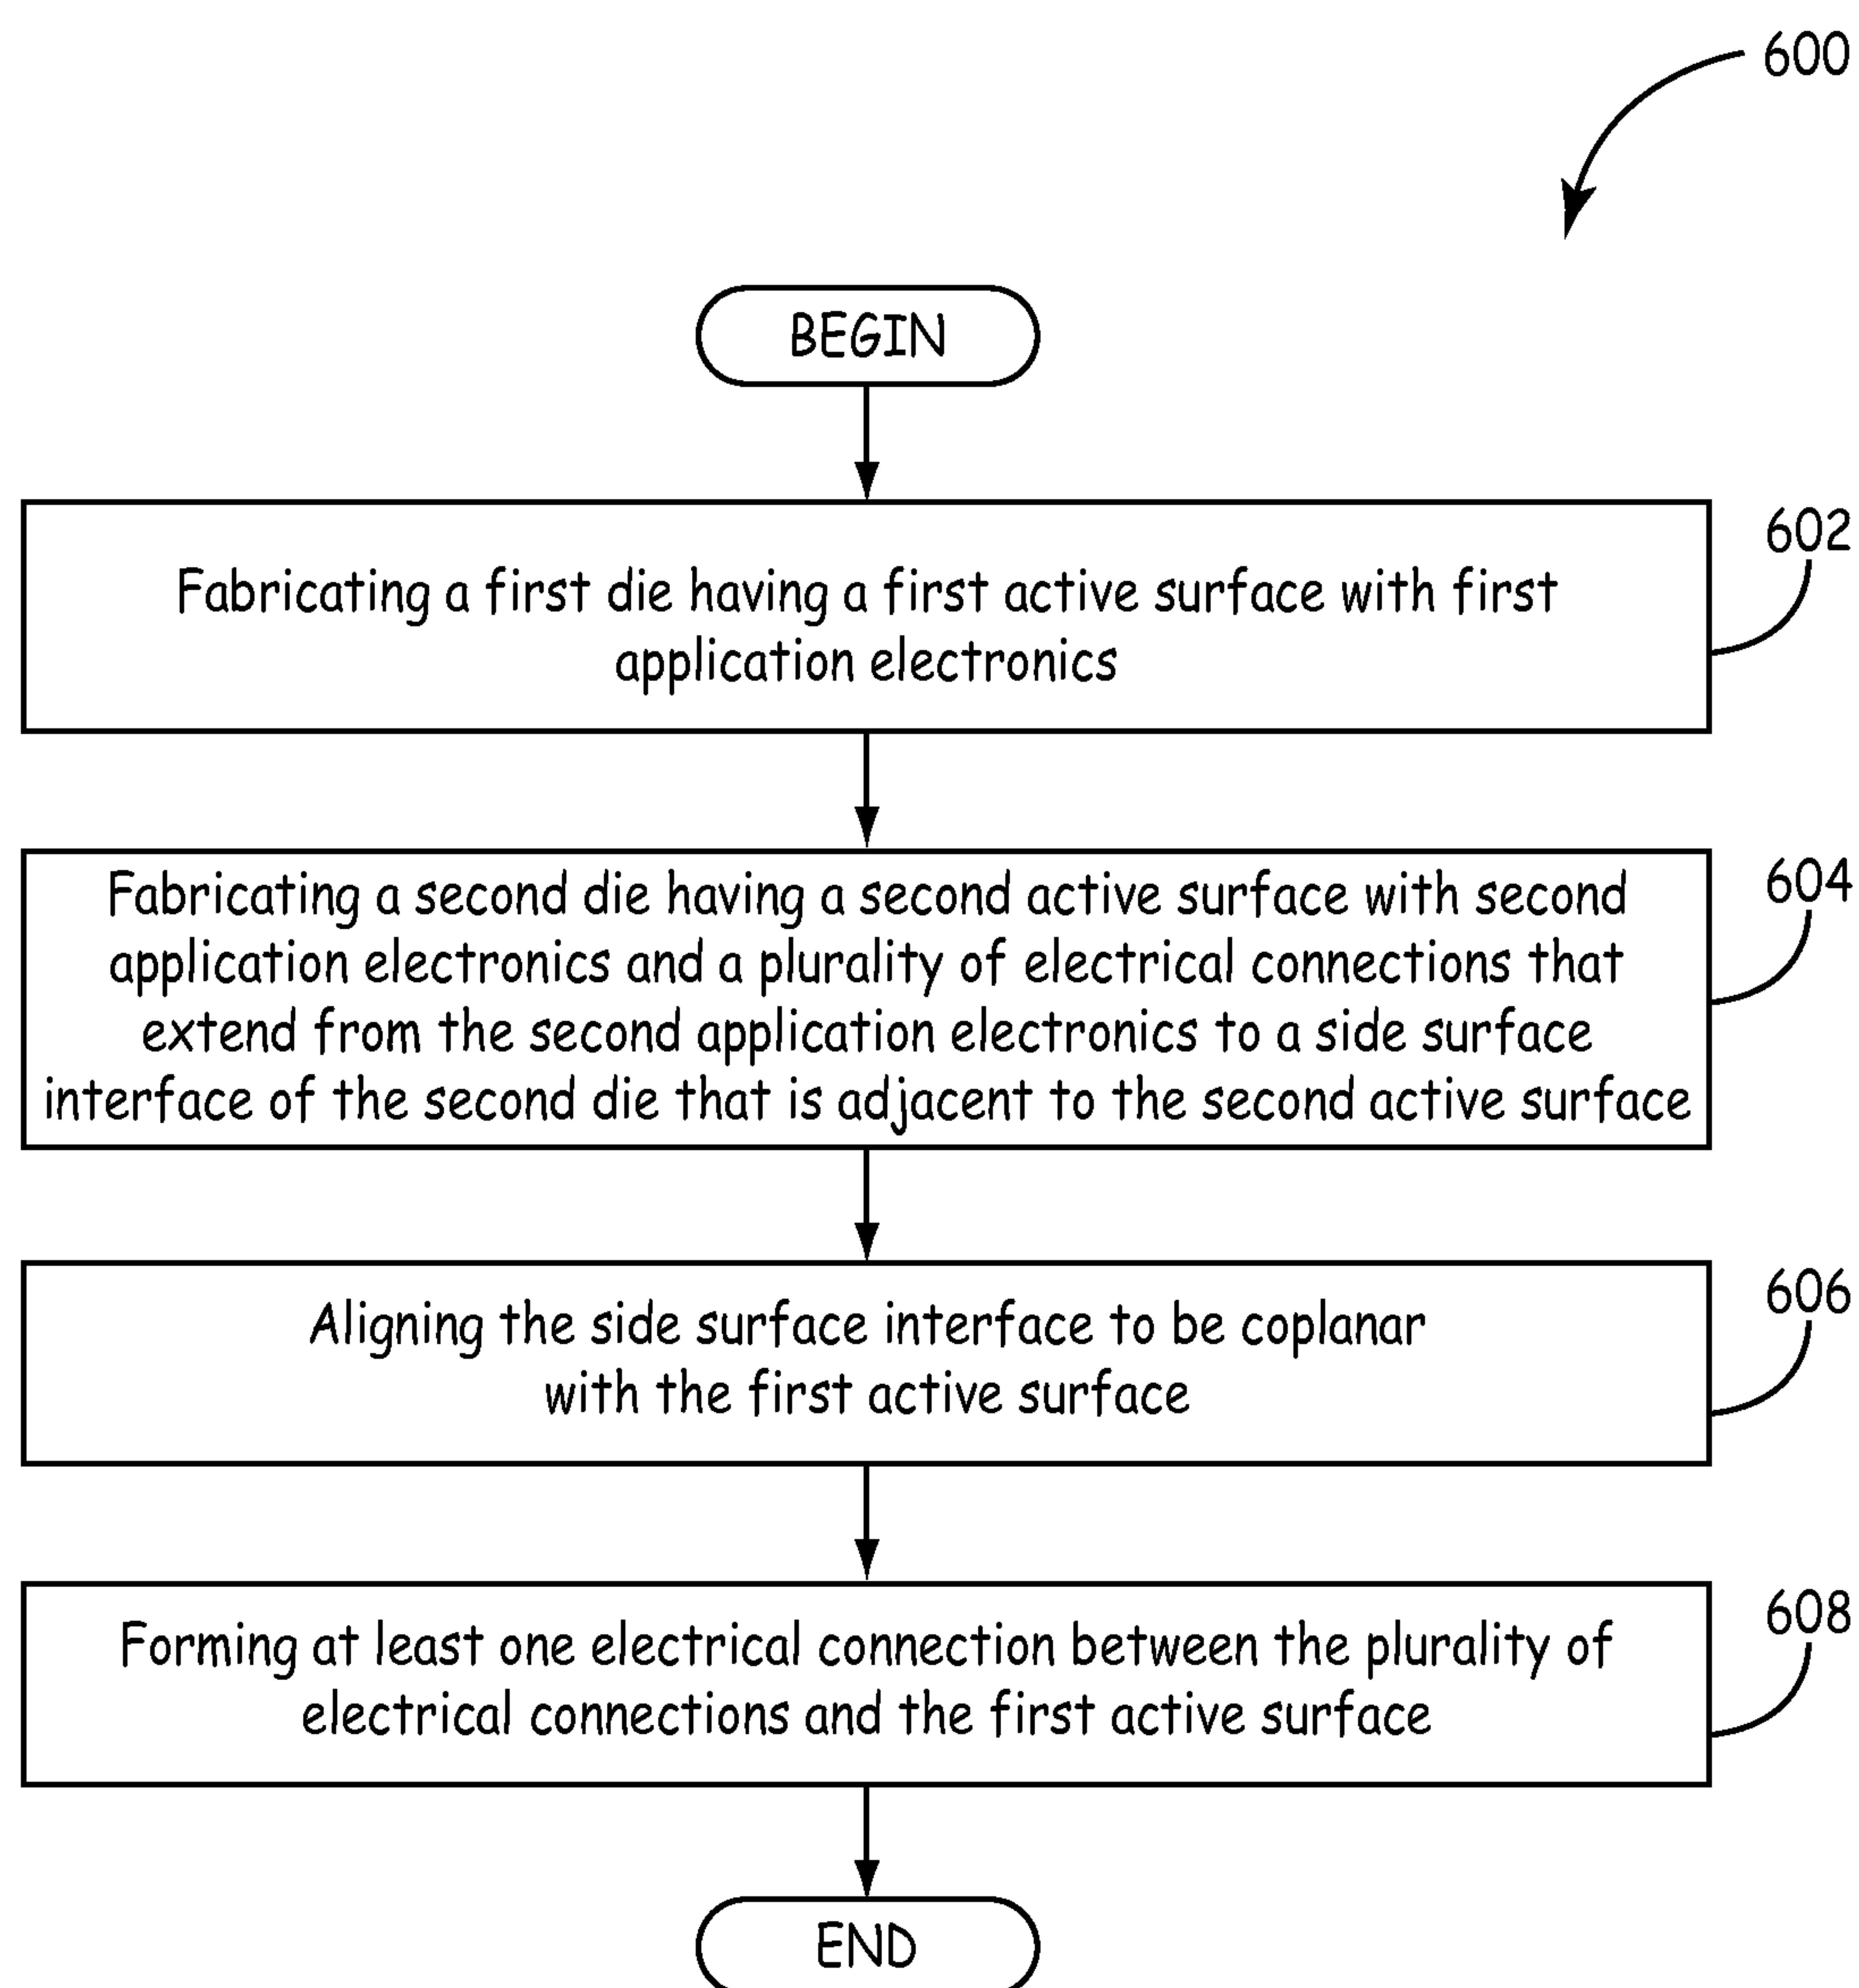 600
BEGIN
602
Fabricating a first die having a first active surface with first
application electronics
604
Fabricating a second die having a second active surface with second
application electronics and a plurality of electrical connections that
extend from the second application electronics to a side surface
interface of the second die that is adjacent to the second active surface
606
Aligning the side surface interface to be coplanar
with the first active surface
608
Forming at least one electrical connection between the plurality of
electrical connections and the first active surface
END